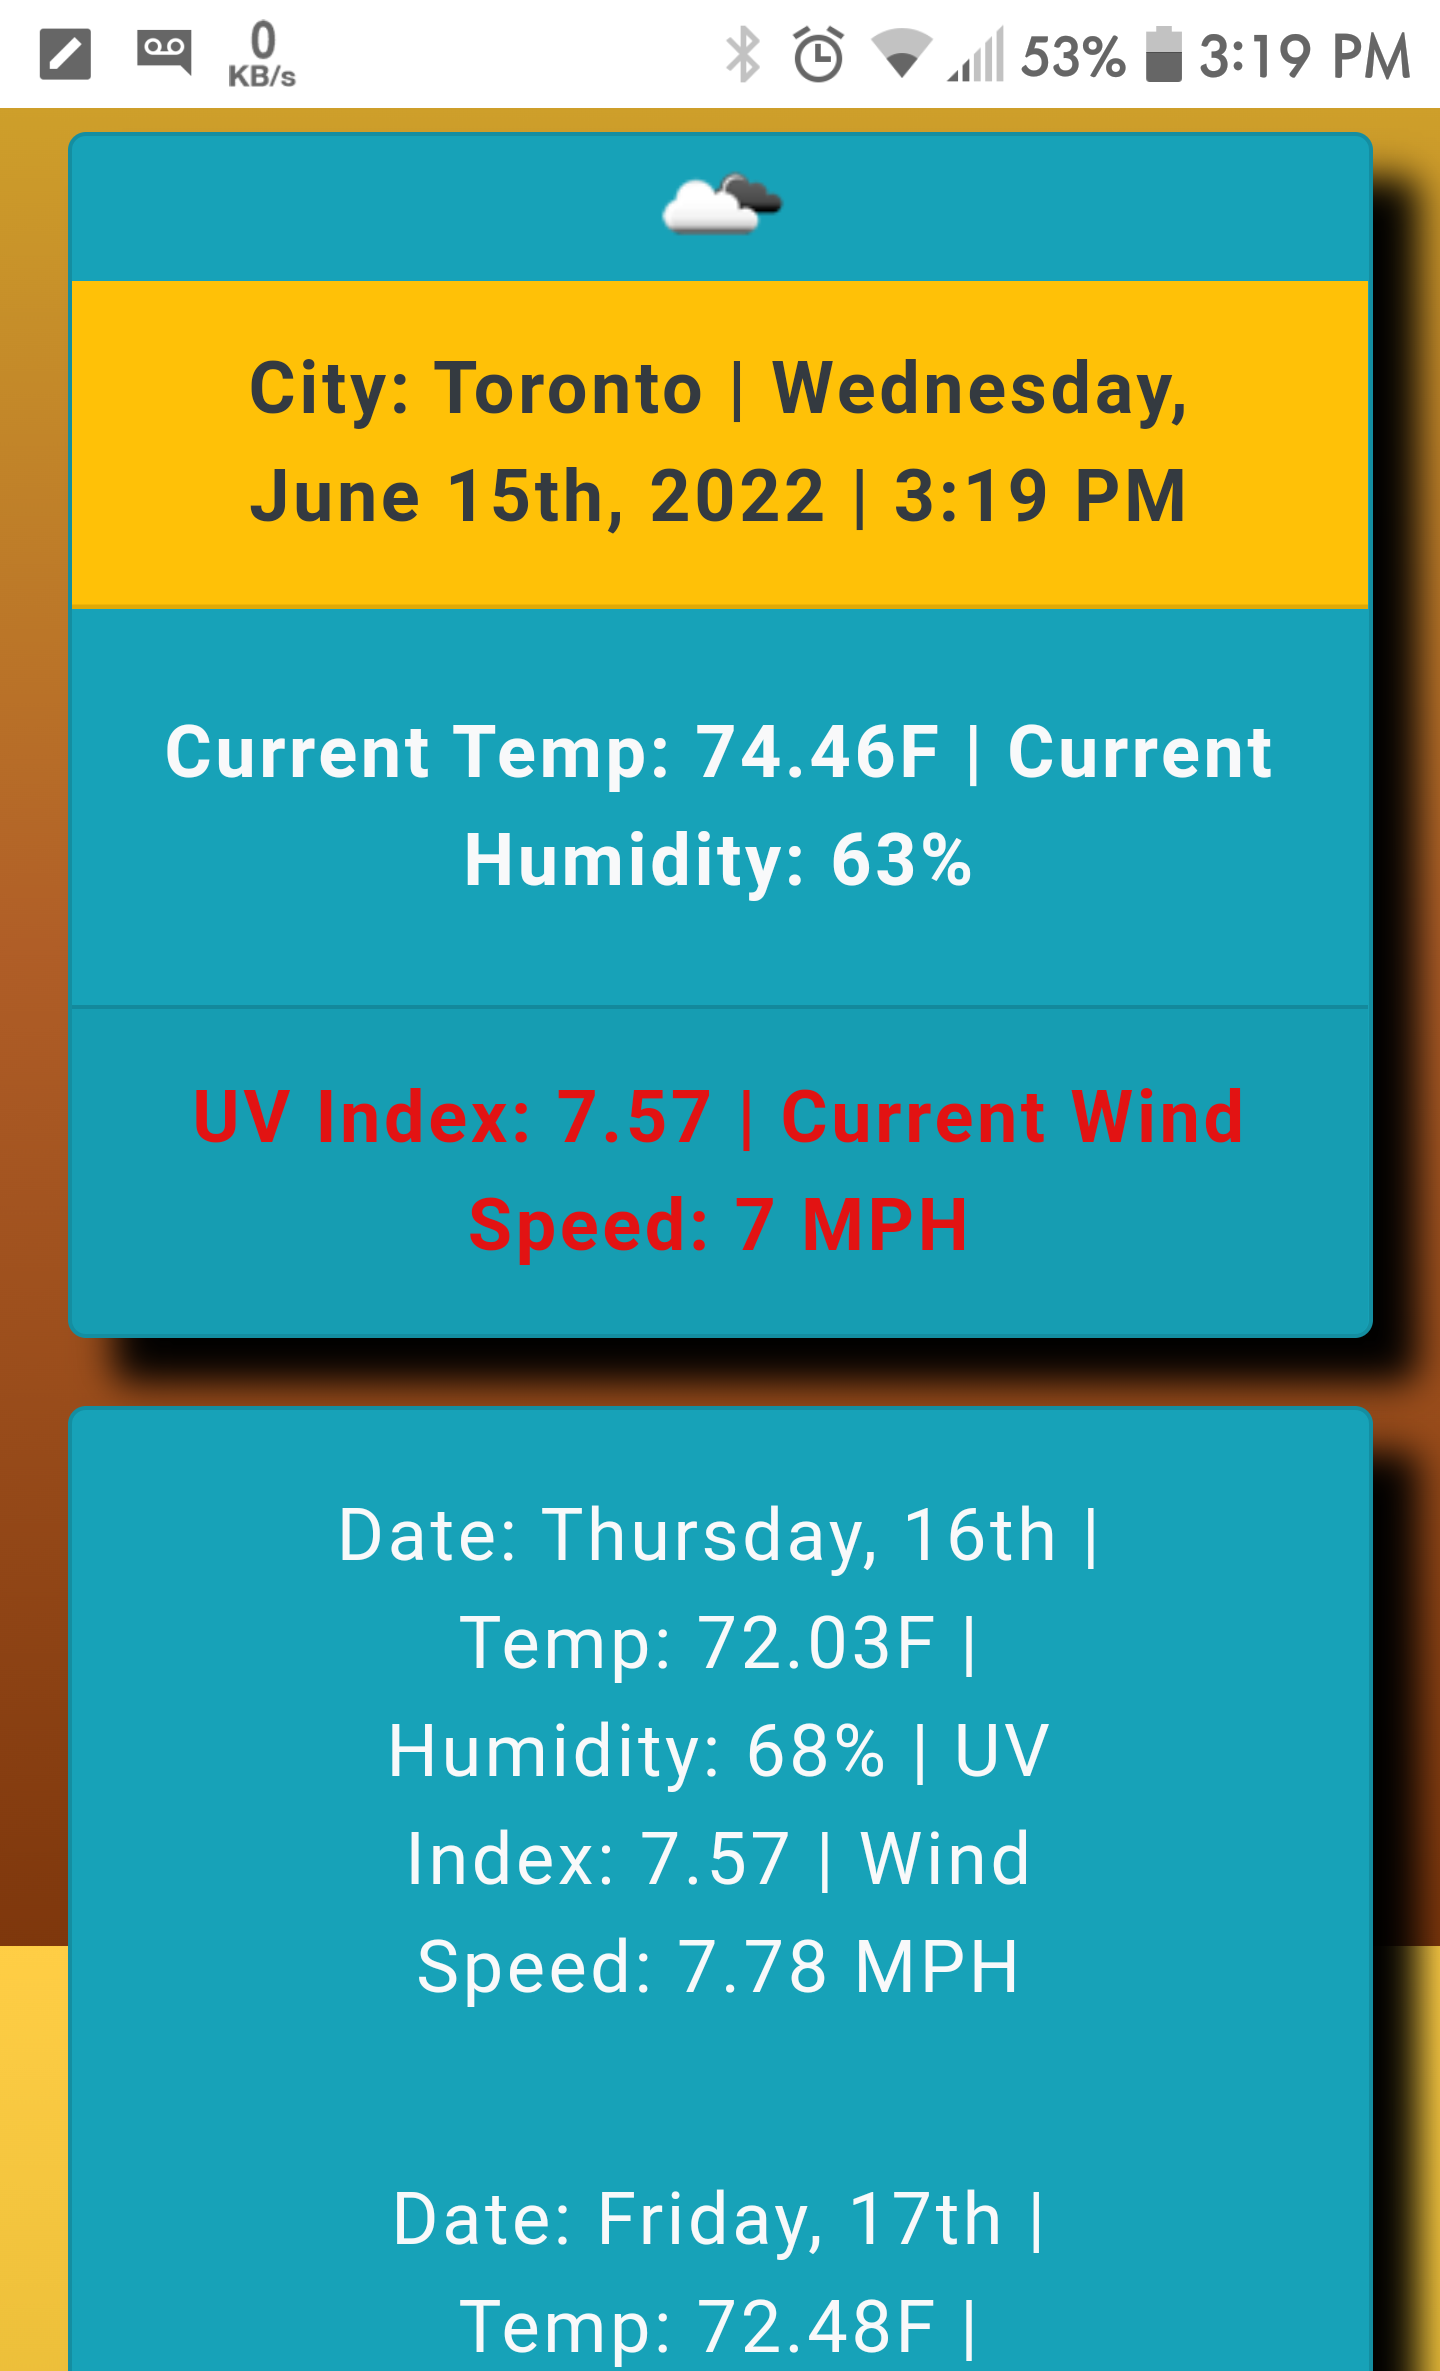 0
KB/s
53%
3:19 PM
City: Toronto | Wednesday,
June 15th, 2022 | 3:19 PM
Current Temp: 74.46F | Current
Humidity: 63%
UV Index: 7.57 | Current Wind
Speed: 7 MPH
Date: Thursday, 16th |
Temp: 72.03F |
Humidity: 68% | UV
Index: 7.57 | Wind
Speed: 7.78 MPH
Date: Friday, 17th |
Temp: 72.48F |